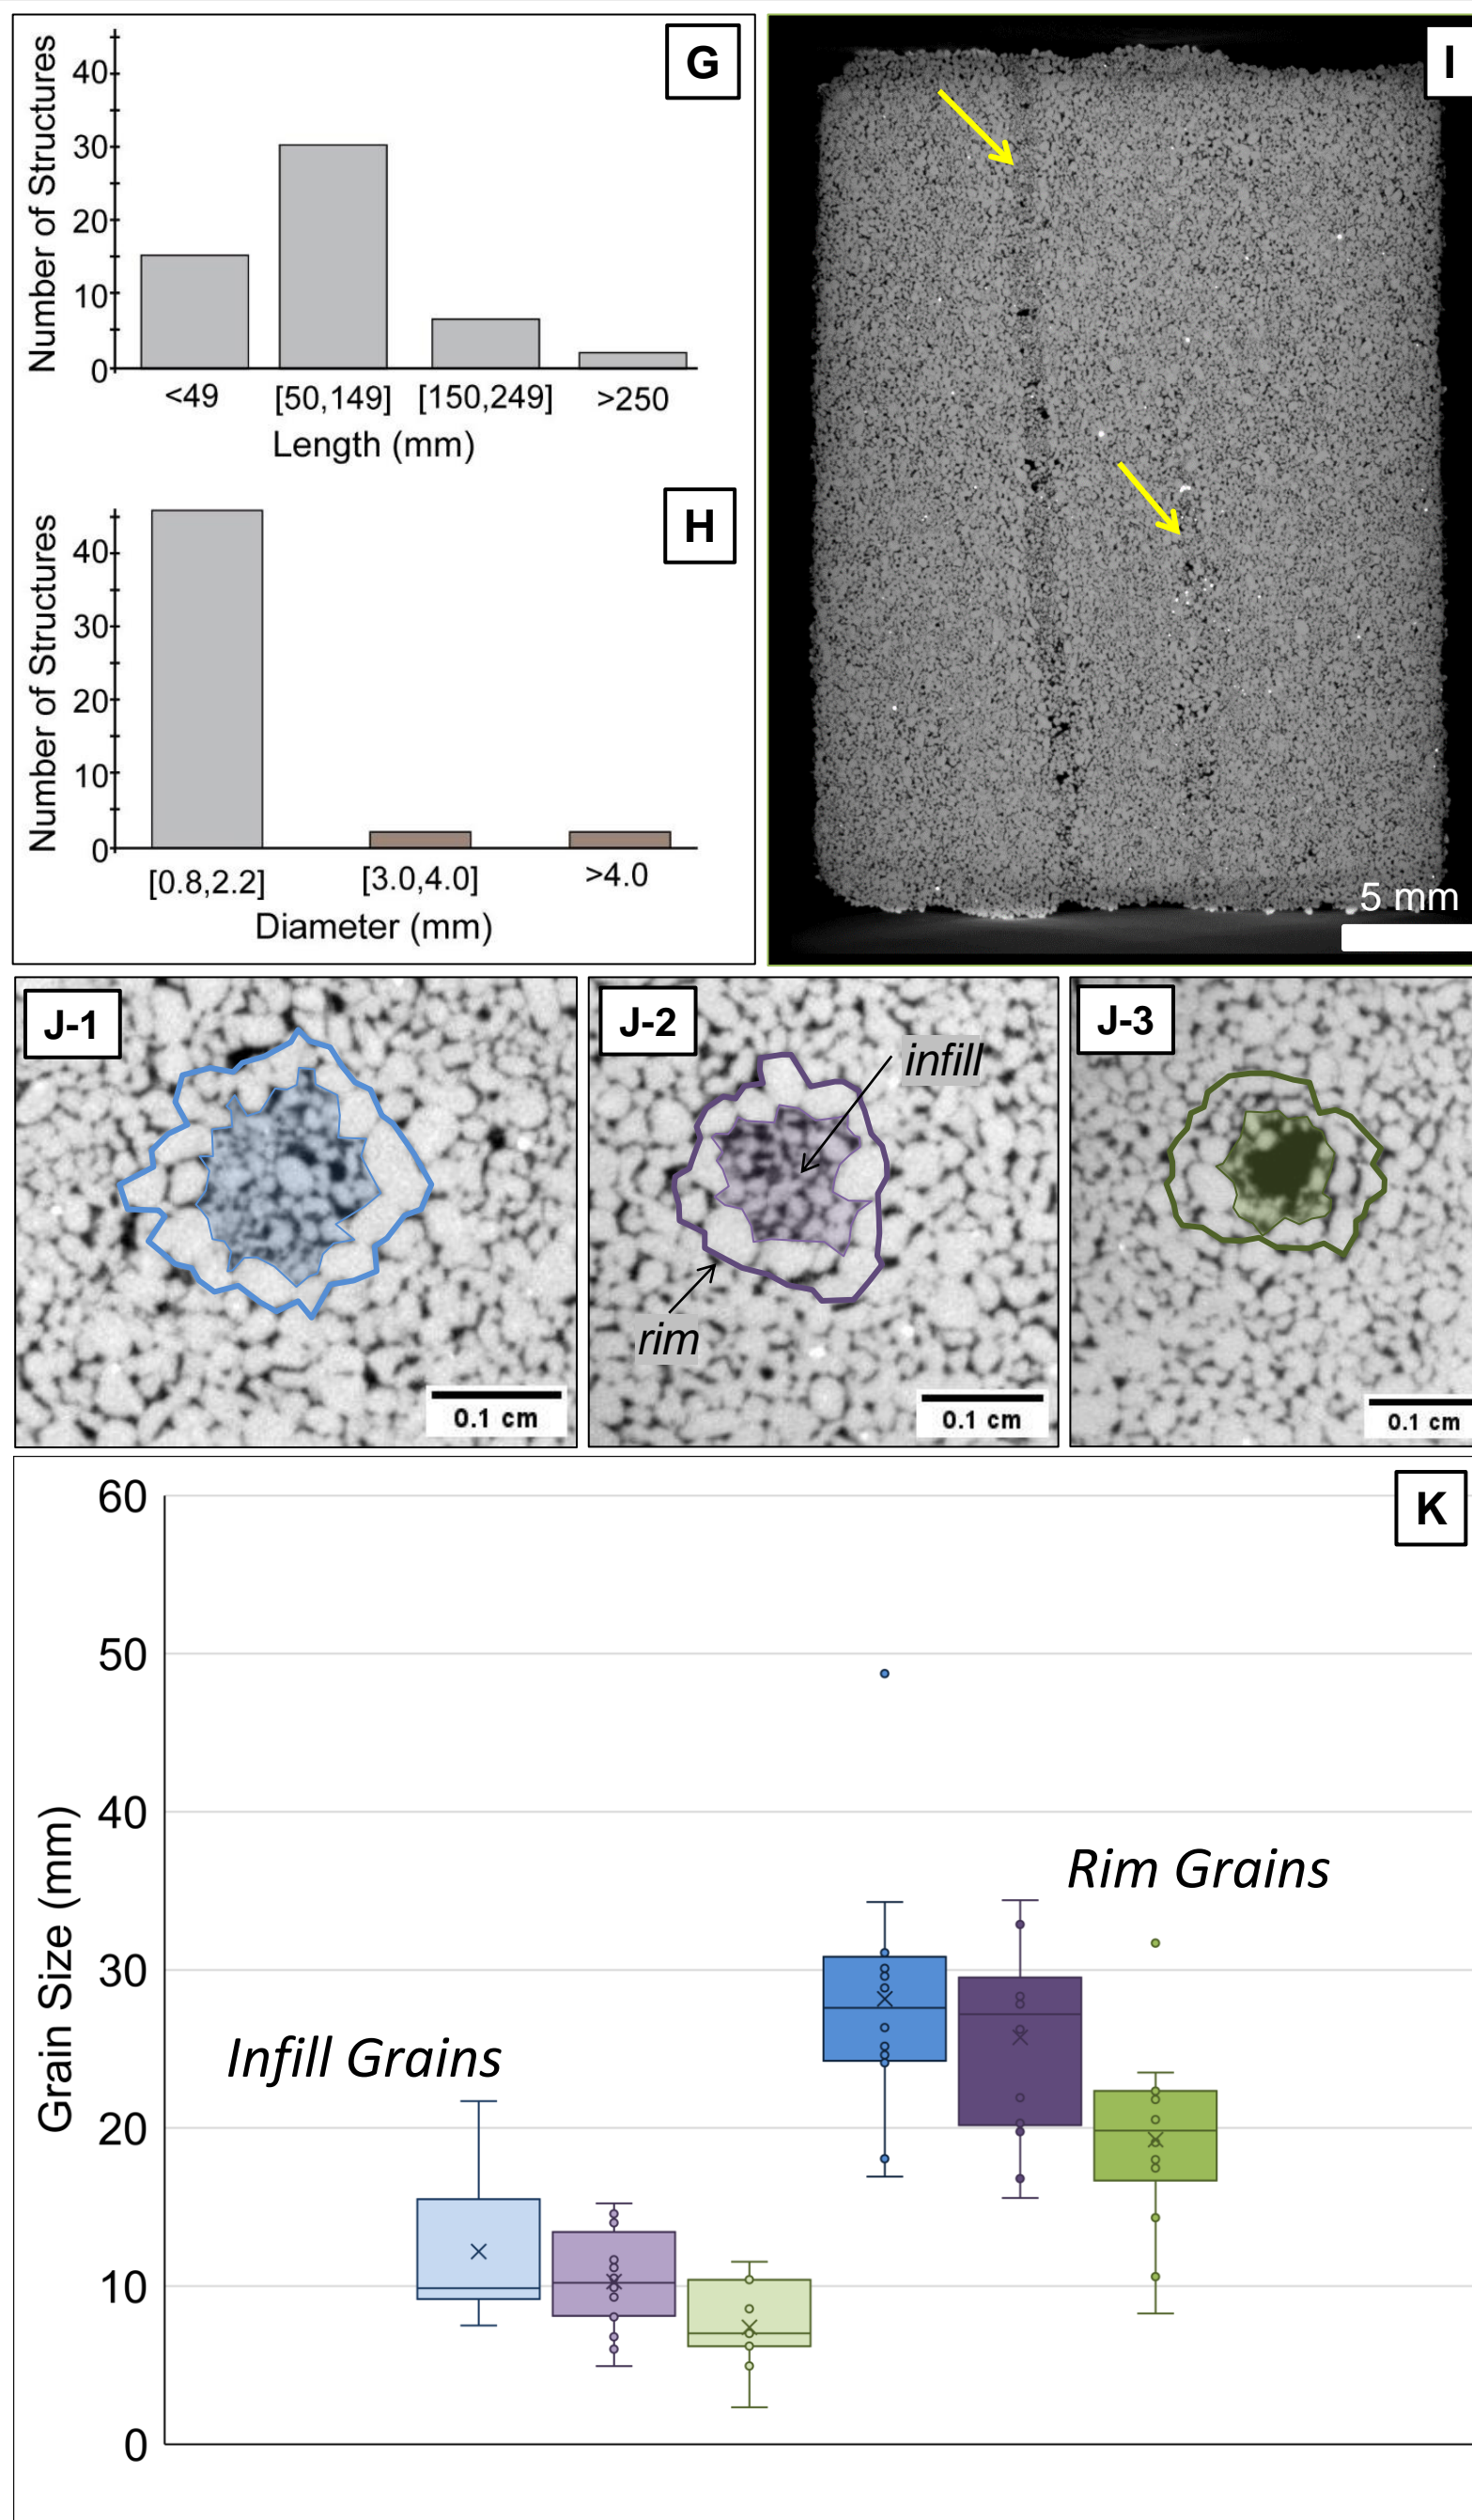 G
Number of Structures
40
30
20
10
0
<49 [50,149] [150,249] >250
Length (mm)
H
Number of Structures
40
30
20
10
0
[0.8,2.2] [3.0,4.0] >4.0
Diameter (mm)
I
5 mm
J-1
0.1 cm
J-2
infill
rim
0.1 cm
J-3
0.1 cm
K
Grain Size (mm)
60
50
40
30
20
10
0
Infill Grains
Rim Grains